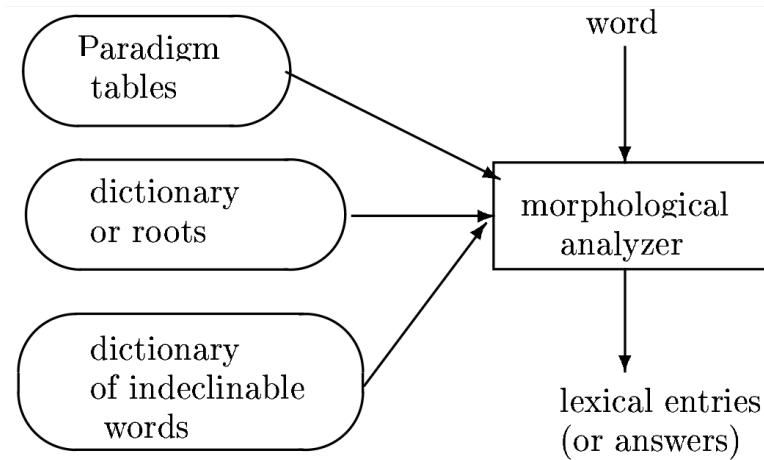 Paradigm
tables
word
dictionary
or roots
morphological
analyzer
dictionary
of indeclinable
words
lexical entries
(or answers)